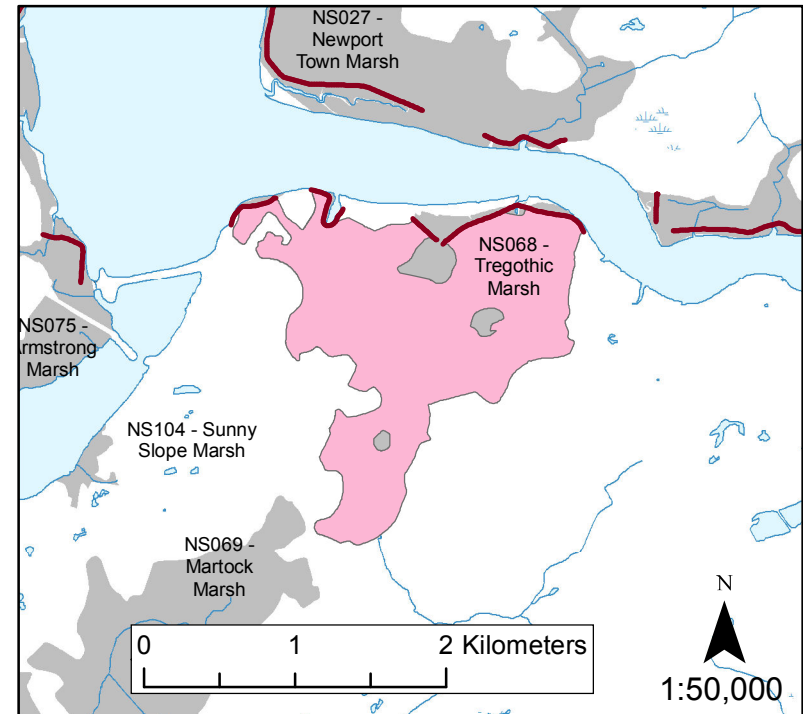 NS027 -
Newport
Town Marsh
NS068 -
Tregothic
Marsh
NS075 -
rmstrong
Marsh
NS104 - Sunny
Slope Marsh
NS069 -
Martock
Marsh
0 1 2 Kilometers
N
1:50,000